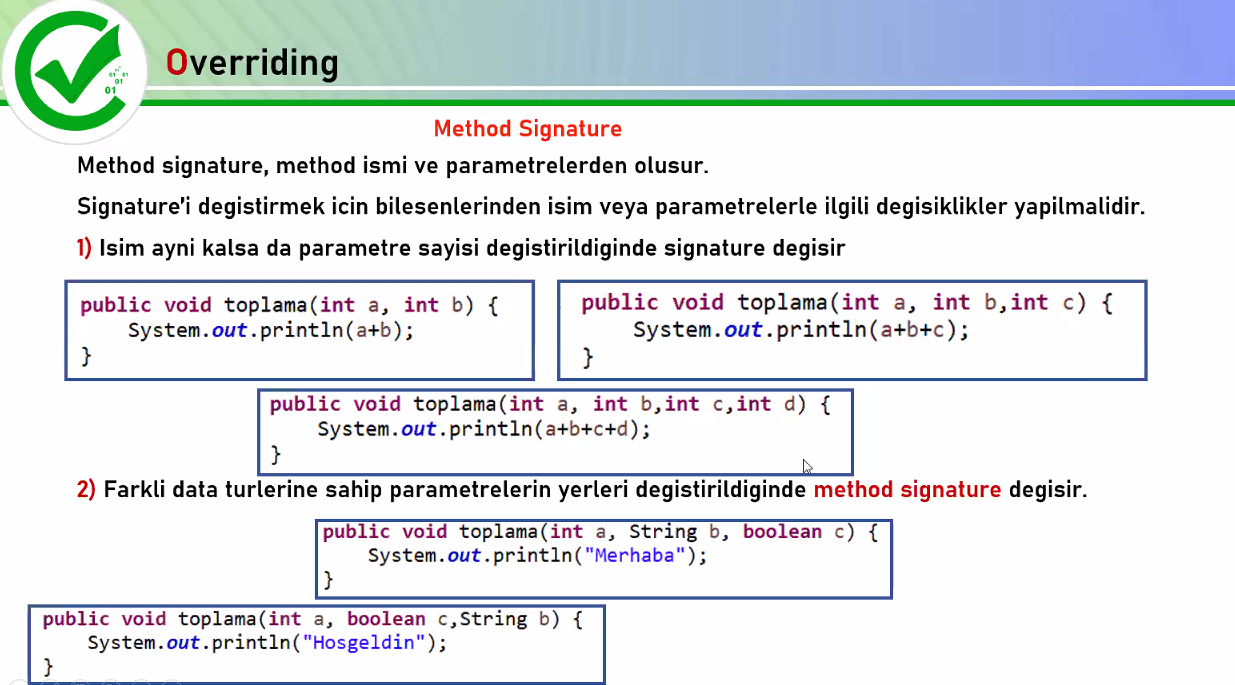 Overriding
01 01
01
01
Method Signature
Method signature, method ismi ve parametrelerden olusur.
Signature'i degistirmek icin bilesenlerinden isim veya parametrelerle ilgili degisiklikler yapilmalidir.
1) Isim ayni kalsa da parametre sayisi degistirildiginde signature degisir
public void toplama(int a, int b) {
System.out.println(a+b);
}
public void toplama(int a, int b,int c) {
System.out.println(a+b+c);
}
public void toplama(int a, int b,int c,int d) {
System.out.println(a+b+c+d);
}
2) Farkli data turlerine sahip parametrelerin yerleri degistirildiginde method signature degisir.
public void toplama(int a, String b, boolean c) {
System.out.println("Merhaba");
}
public void toplama(int a, boolean c,String b) {
System.out.println("Hosgeldin");
}